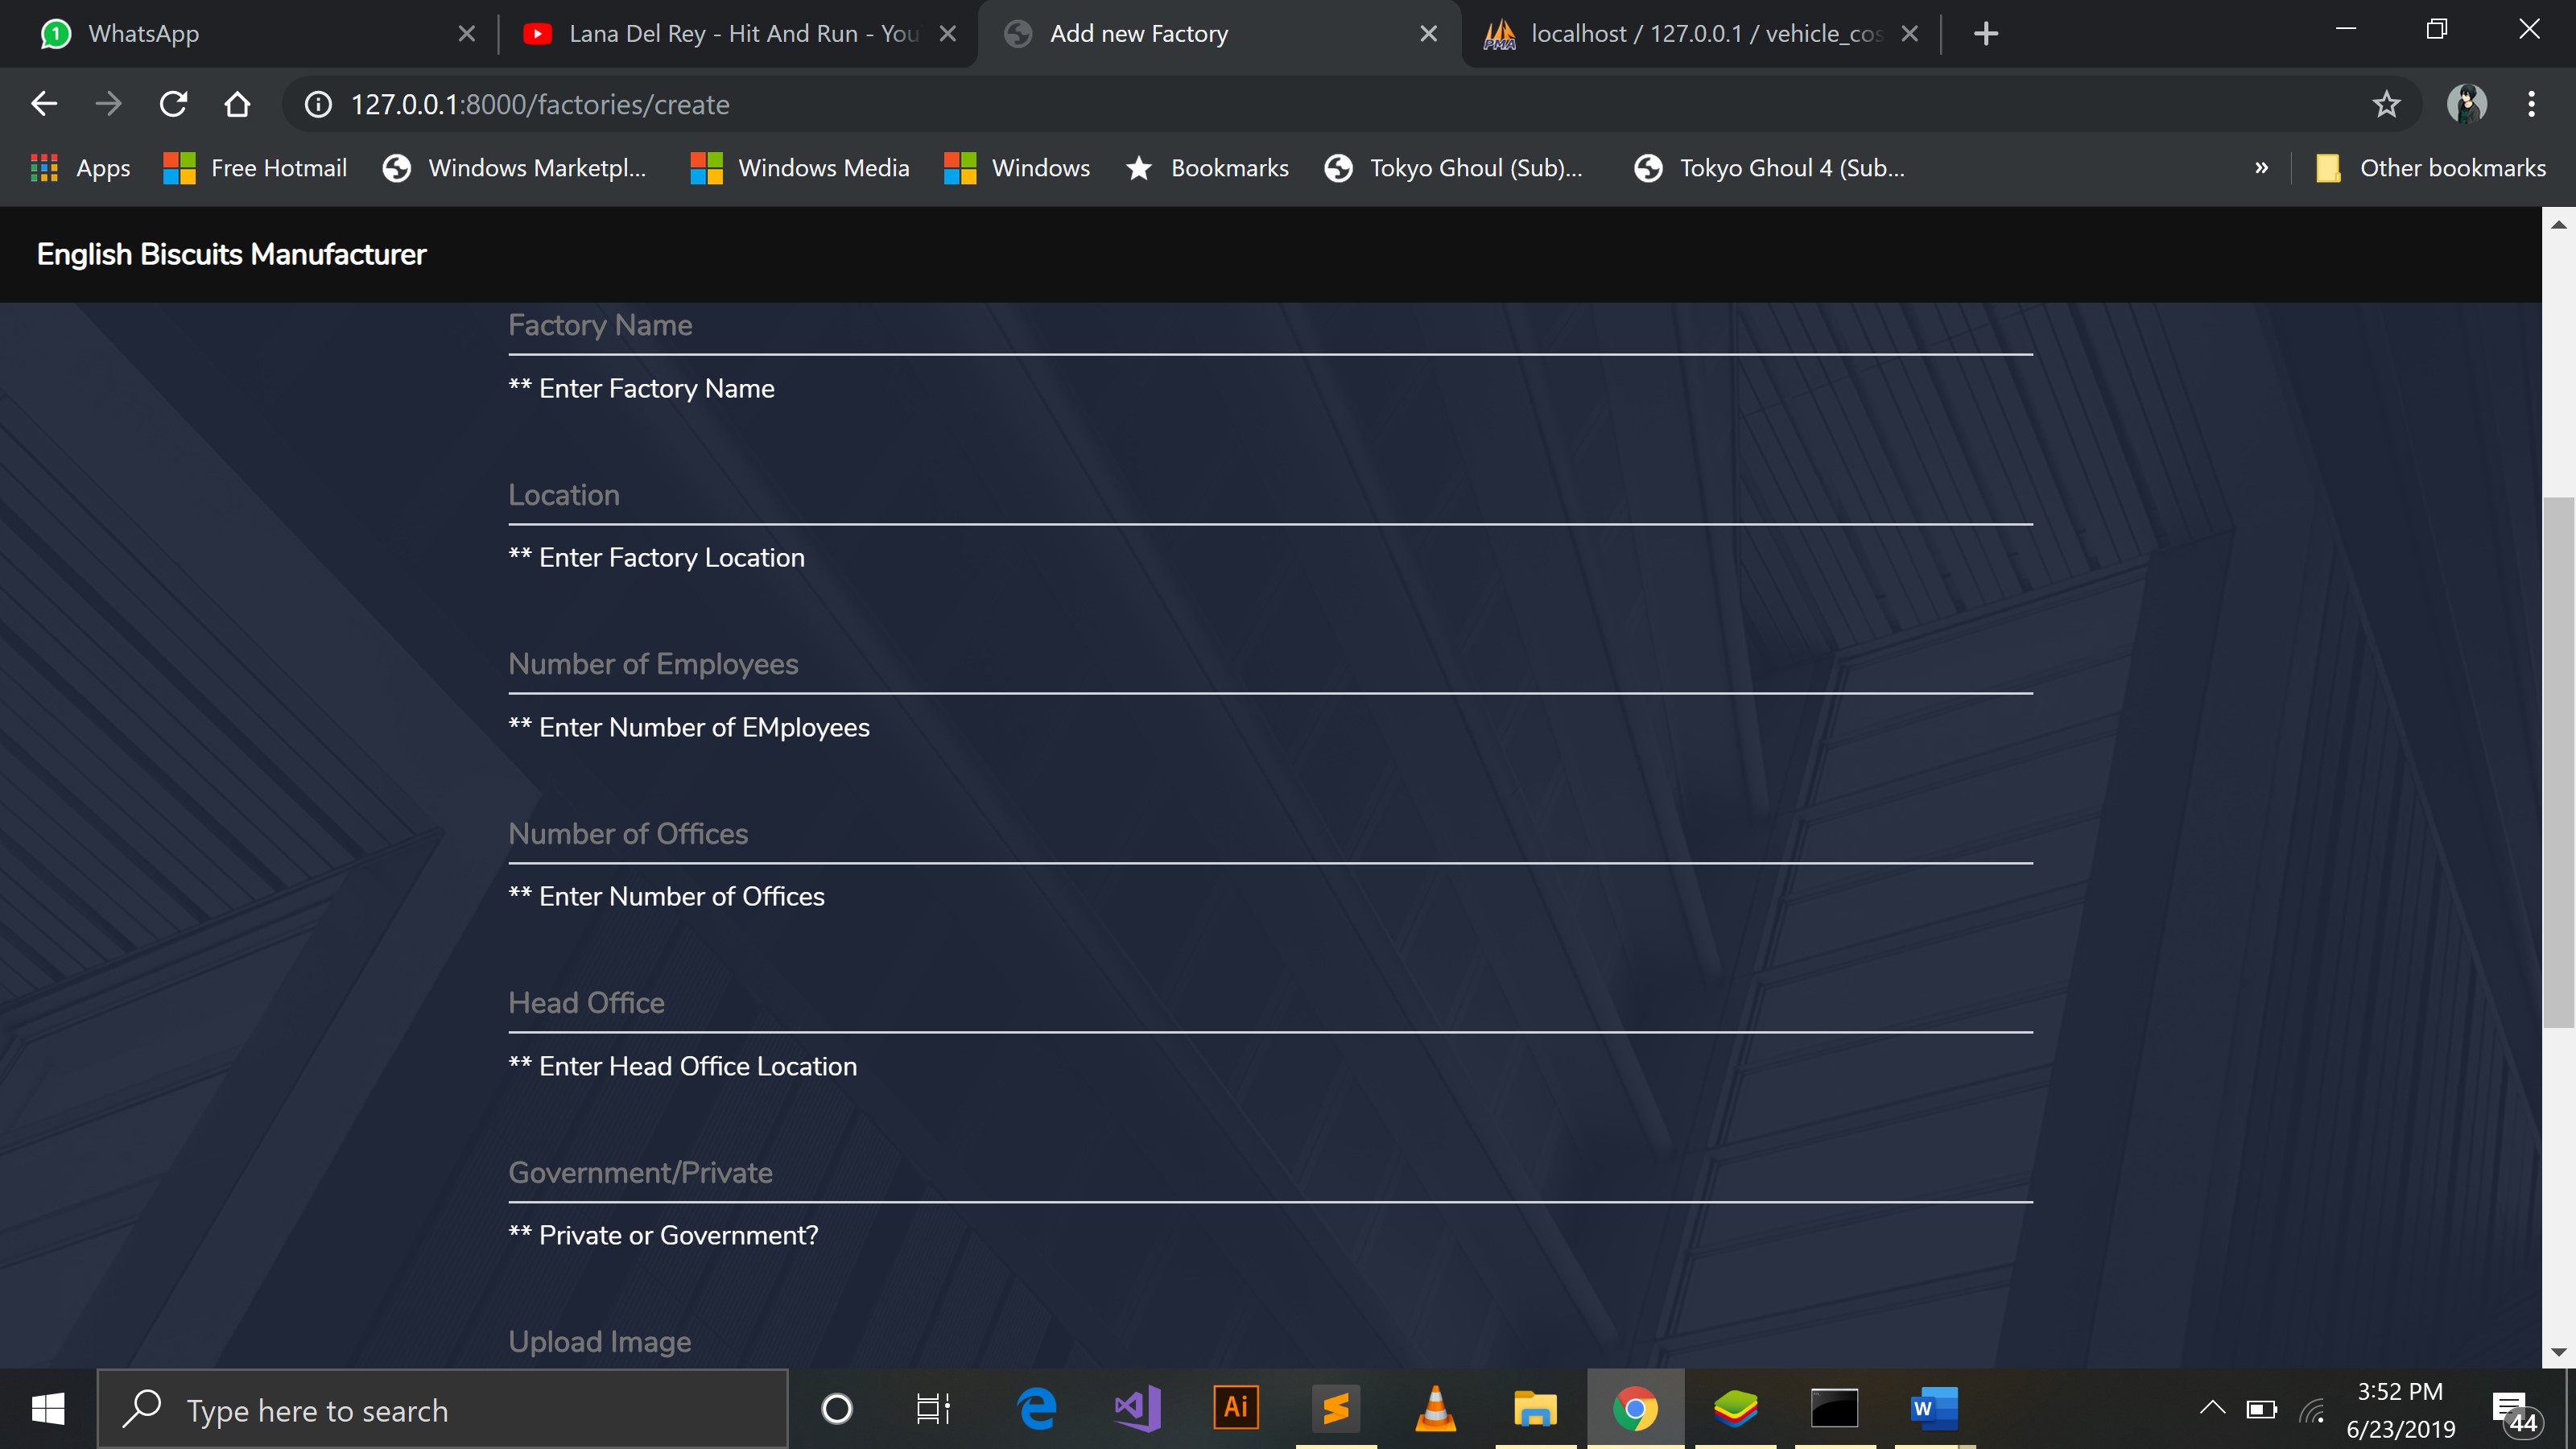 1 WhatsApp
Lana Del Rey - Hit And Run - You
Add new Factory
PMA localhost / 127.0.0.1 / vehicle_cos
127.0.0.1:8000/factories/create
Apps Free Hotmail Windows Marketpl... Windows Media Windows Bookmarks Tokyo Ghoul (Sub)... Tokyo Ghoul 4 (Sub... » Other bookmarks
English Biscuits Manufacturer
Factory Name
** Enter Factory Name
Location
** Enter Factory Location
Number of Employees
** Enter Number of EMployees
Number of Offices
** Enter Number of Offices
Head Office
** Enter Head Office Location
Government/Private
** Private or Government?
Upload Image
Type here to search
Ai
W
3:52 PM
6/23/2019
44